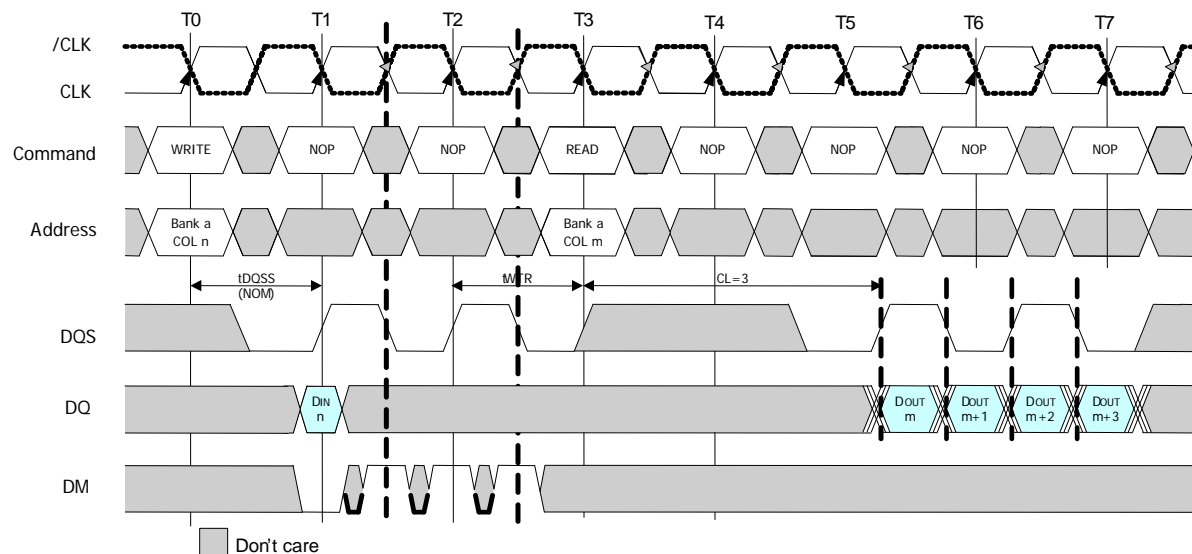 T0 T1 T2 T3 T4 T5 T6 T7
/CLK
CLK
Command WRITE NOP NOP READ NOP NOP NOP NOP
Address
Bank a
COL n
Bank a
COL m
tDQSS
(NOM)
tWTR
CL=3
DQS
DQ
DIN
n
DOUT
m
DOUT
m+1
DOUT
m+2
DOUT
m+3
DM
Don't care